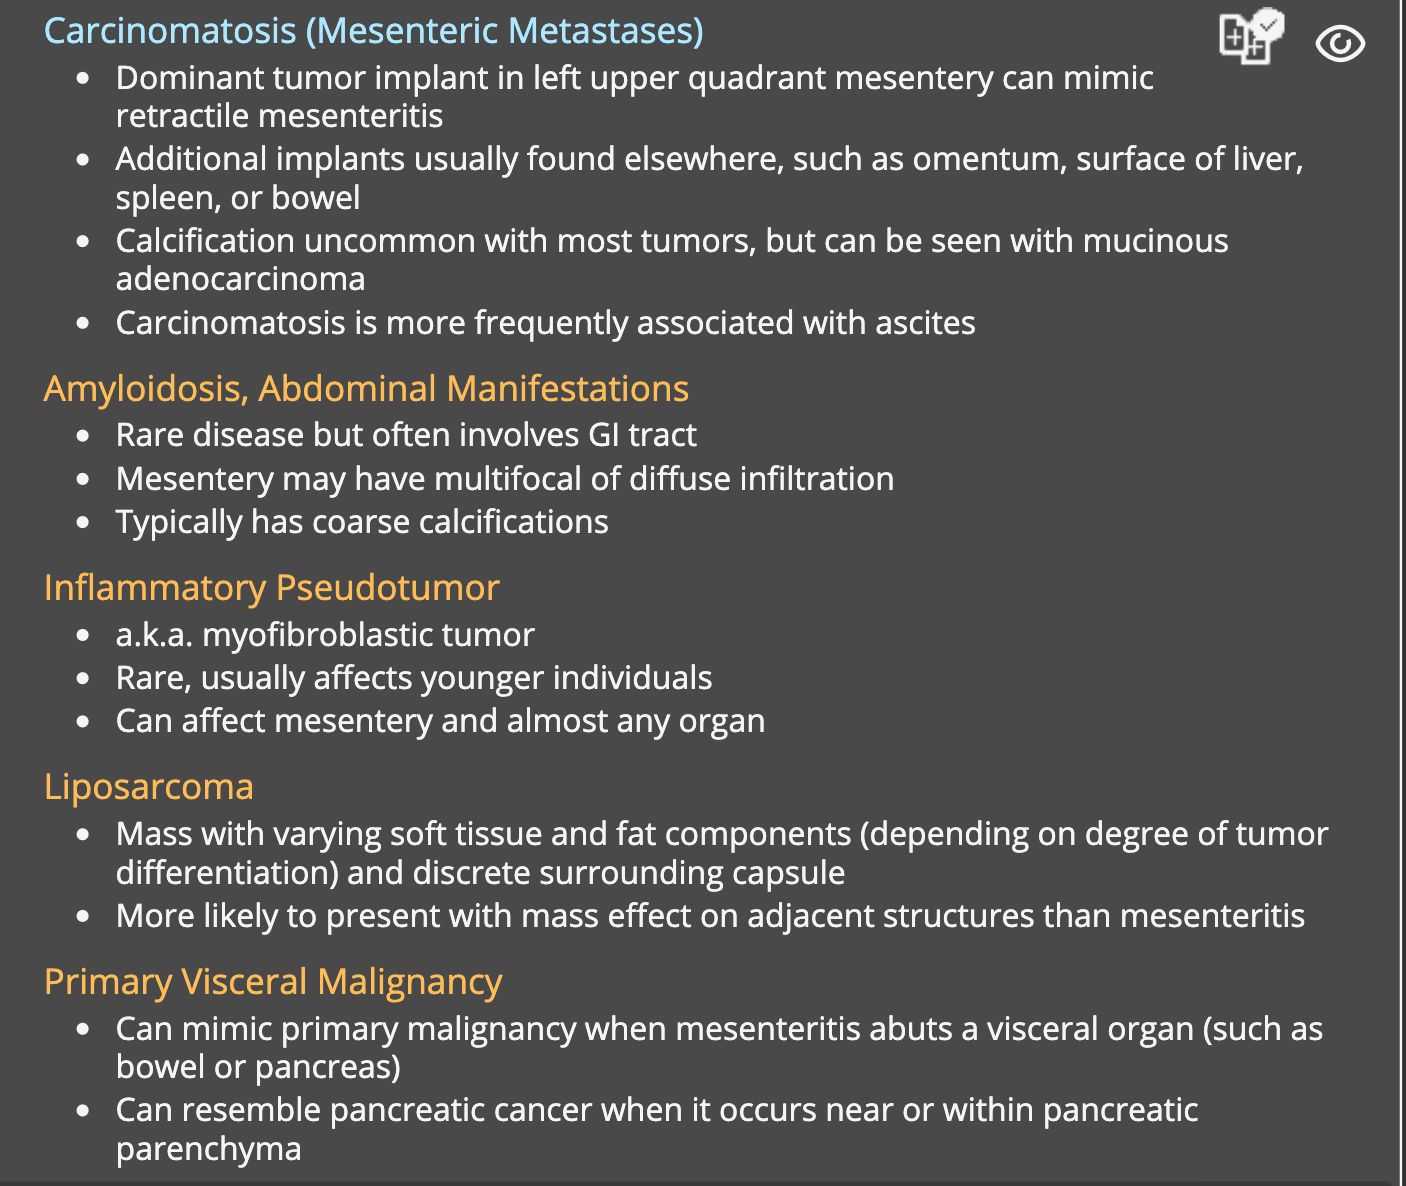 Carcinomatosis (Mesenteric Metastases)
• Dominant tumor implant in left upper quadrant mesentery can mimic
retractile mesenteritis
• Additional implants usually found elsewhere, such as omentum, surface of liver,
spleen, or bowel
• Calcification uncommon with most tumors, but can be seen with mucinous
adenocarcinoma
• Carcinomatosis is more frequently associated with ascites
Amyloidosis, Abdominal Manifestations
• Rare disease but often involves GI tract
• Mesentery may have multifocal of diffuse infiltration
• Typically has coarse calcifications
Inflammatory Pseudotumor
• a.k.a. myofibroblastic tumor
• Rare, usually affects younger individuals
• Can affect mesentery and almost any organ
Liposarcoma
• Mass with varying soft tissue and fat components (depending on degree of tumor
differentiation) and discrete surrounding capsule
• More likely to present with mass effect on adjacent structures than mesenteritis
Primary Visceral Malignancy
• Can mimic primary malignancy when mesenteritis abuts a visceral organ (such as
bowel or pancreas)
• Can resemble pancreatic cancer when it occurs near or within pancreatic
parenchyma